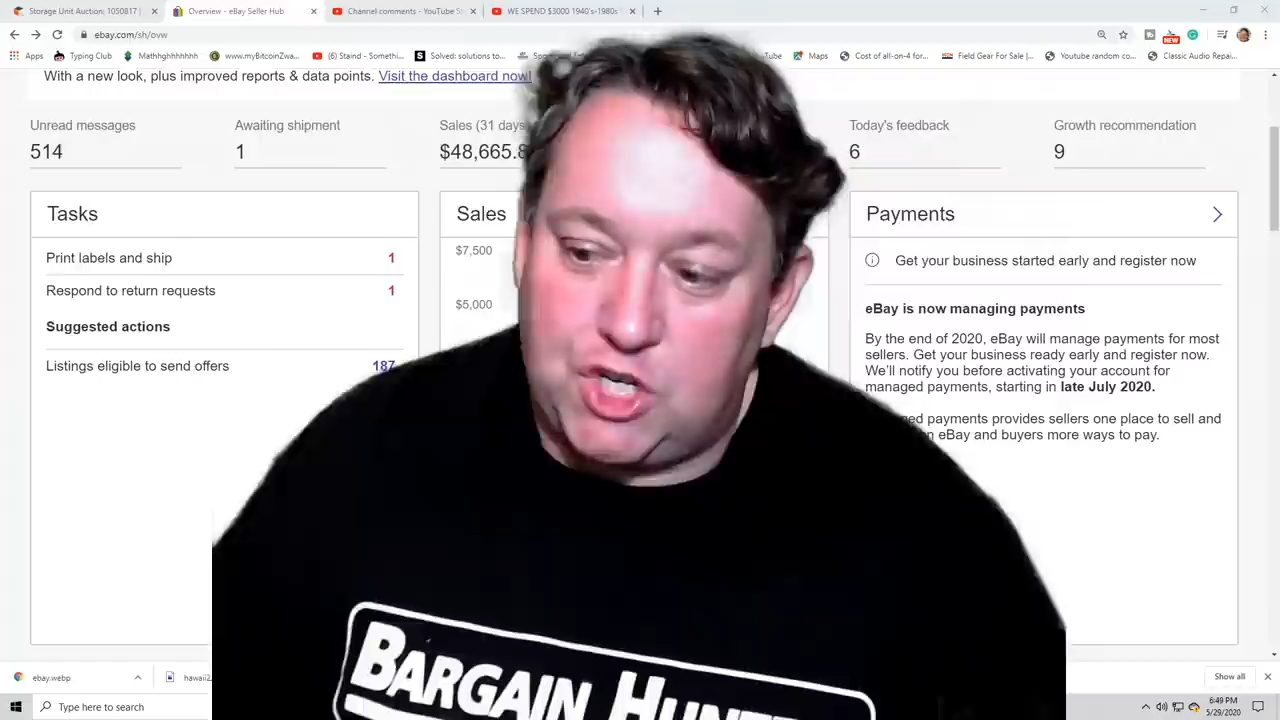 Storage Unit Auction: 1050817 |
Overview - eBay Seller Hub
Channel comments - YouTube St
WE SPEND $3000 1940's-1980s
ebay.com/sh/ovw
NEW
Apps
Typing Club
Mathhghhhhhhh
www.myBitcoinZwa...
(6) Staind - Somethi...
Solved: solutions to...
Maps
Cost of all-on-4 for...
Field Gear For Sale |...
Youtube random co...
Classic Audio Repai...
With a new look, plus improved reports & data points. Visit the dashboard now!
Unread messages
514
Awaiting shipment
1
Sales (31 days
$48,665.8
Today's feedback
6
Growth recommendation
9
Tasks
Print labels and ship 1
Respond to return requests 1
Suggested actions
Listings eligible to send offers 187
Sales
$7,500
$5,000
Payments
Get your business started early and register now
eBay is now managing payments
By the end of 2020, eBay will manage payments for most
sellers. Get your business ready early and register now.
We'll notify you before activating your account for
managed payments, starting in late July 2020.
payments provides sellers one place to sell and
eBay and buyers more ways to pay.
BARGAIN
ebay.webp
Show all
Type here to search
6:49 PM
5/29/2020